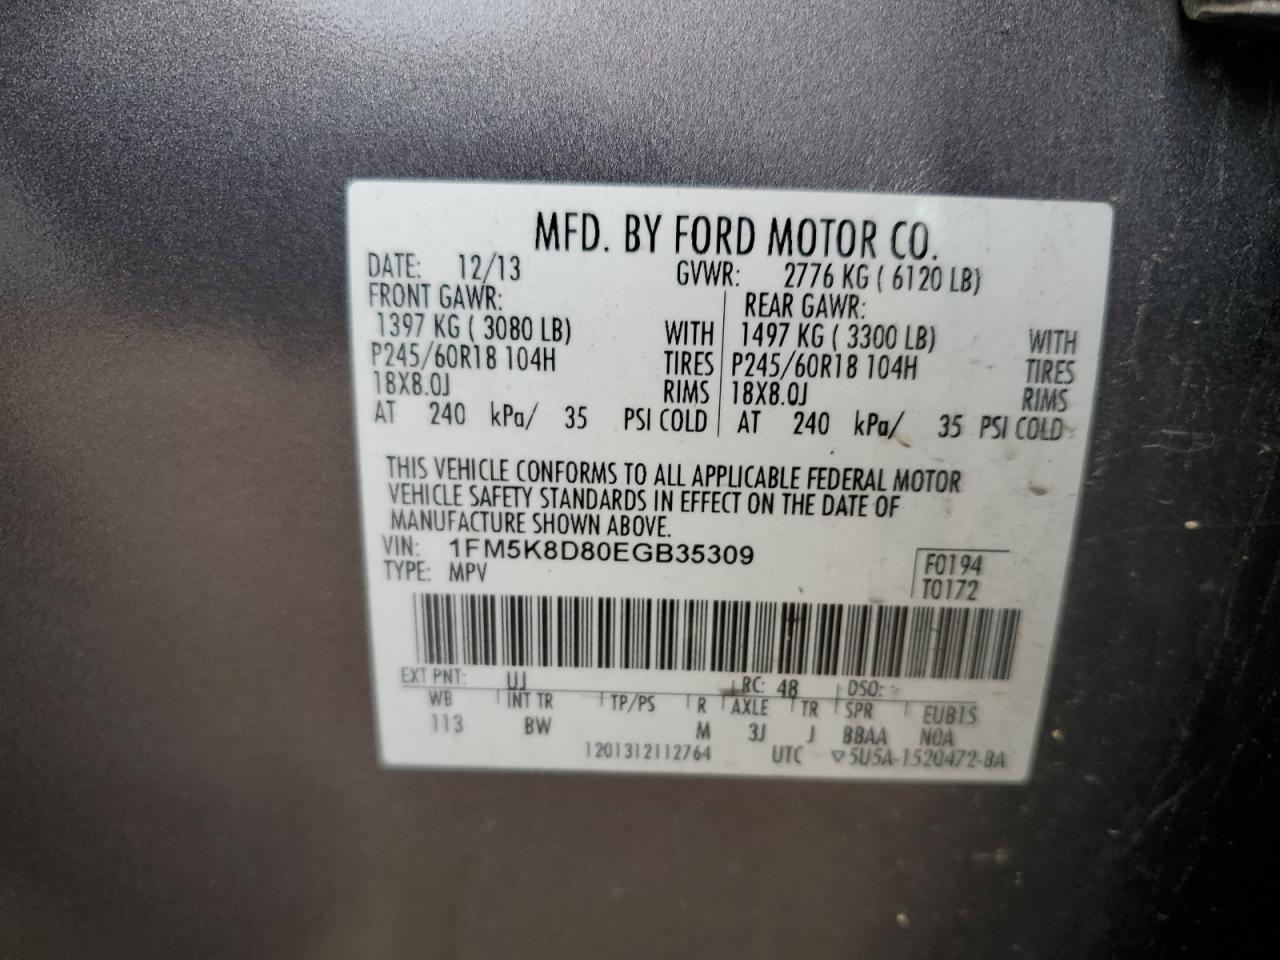 MFD. BY FORD MOTOR CO.
DATE: 12/13 GVWR: 2776 KG ( 6120 LB)
FRONT GAWR: REAR GAWR:
1397 KG ( 3080 LB) WITH 1497 KG ( 3300 LB) WITH
P245/60R18 104H TIRES P245/60R18 104H TIRES
18X8.0J RIMS 18X8.0J RIMS
AT 240 kPa/ 35 PSI COLD AT 240 kPa/ 35 PSI COLD
THIS VEHICLE CONFORMS TO ALL APPLICABLE FEDERAL MOTOR
VEHICLE SAFETY STANDARDS IN EFFECT ON THE DATE OF
MANUFACTURE SHOWN ABOVE.
VIN: 1FM5K8D80EGB35309 F0194
TYPE: MPV T0172
EXT PNT: UJ RC: 48 DSO:
WB INT TR TP/PS R AXLE TR SPR EUB1S
113 BW M 3J J BBAA NOA
1201312112764 UTC ▽5U5A-1520472-BA